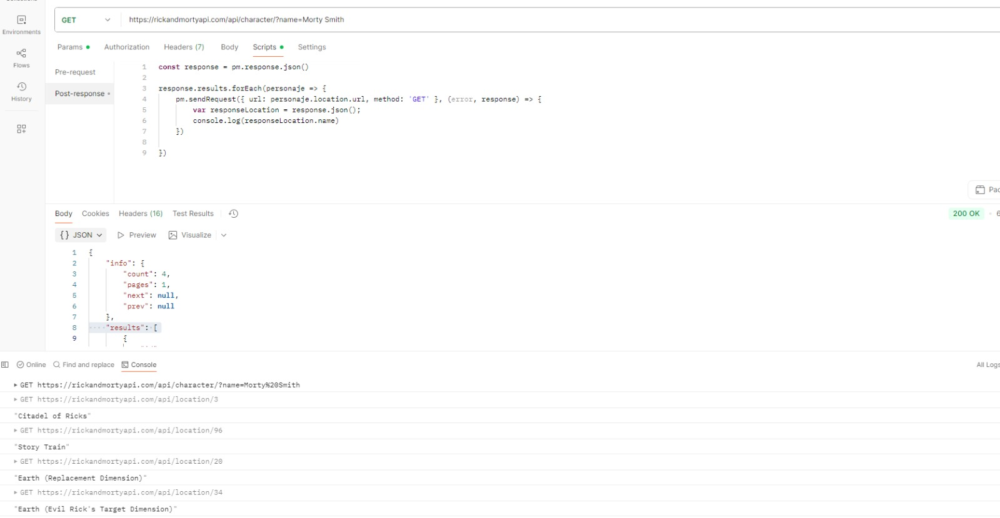 GET https://rickandmortyapi.com/api/character/?name=Morty Smith
Environments
Flows
History
Params Authorization Headers (7) Body Scripts Settings
Pre-request
Post-response
1 const response = pm.response.json()
2
3 response.results.forEach(personaje => {
4 pm.sendRequest({ url: personaje.location.url, method: 'GET' }, (error, response) => {
5 var responseLocation = response.json();
6 console.log(responseLocation.name)
7 })
8
9 })
Body Cookies Headers (16) Test Results 200 OK
{} JSON Preview Visualize
1 {
2 "info": {
3 "count": 4,
4 "pages": 1,
5 "next": null,
6 "prev": null
7 },
8 "results": [
9 {
Online Find and replace Console All Logs
GET https://rickandmortyapi.com/api/character/?name=Morty%20Smith
GET https://rickandmortyapi.com/api/location/3
"Citadel of Ricks"
GET https://rickandmortyapi.com/api/location/96
"Story Train"
GET https://rickandmortyapi.com/api/location/20
"Earth (Replacement Dimension)"
GET https://rickandmortyapi.com/api/location/34
"Earth (Evil Rick's Target Dimension)"